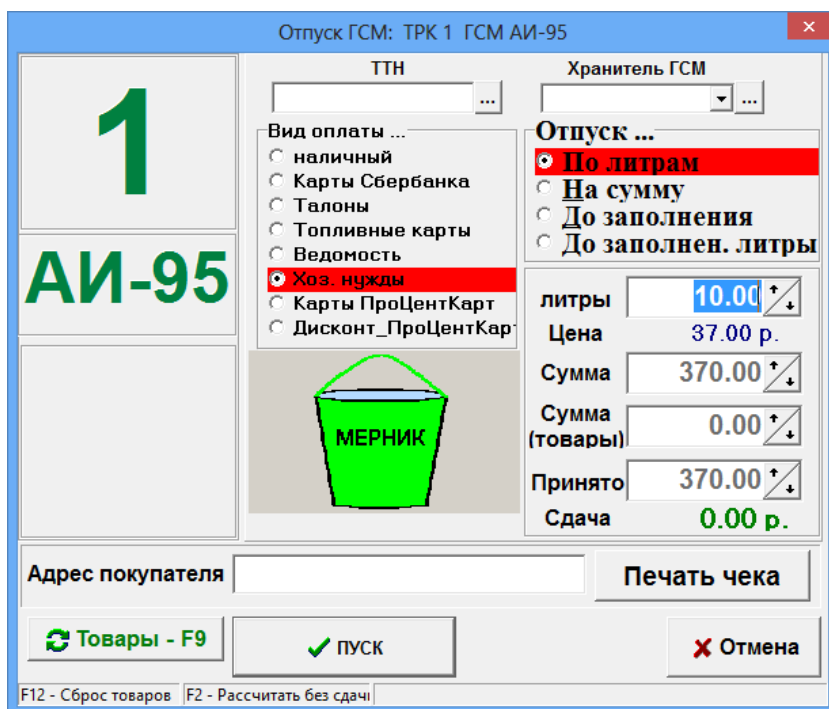 Отпуск ГСМ: ТРК 1 ГСМ АИ-95
1
АИ-95
ТТН
...
Хранитель ГСМ
...
Вид оплаты ...
наличный
Карты Сбербанка
Талоны
Топливные карты
Ведомость
Хоз. нужды
Карты ПроЦентКарт
Дисконт_ПроЦентКар
МЕРНИК
Отпуск ...
По литрам
На сумму
До заполнения
До заполнен. литры
литры 10.00
Цена 37.00 р.
Сумма 370.00
Сумма (товары) 0.00
Принято 370.00
Сдача 0.00 р.
Адрес покупателя
Печать чека
Товары - F9
ПУСК
Отмена
F12 - Сброс товаров
F2 - Рассчитать без сдачи